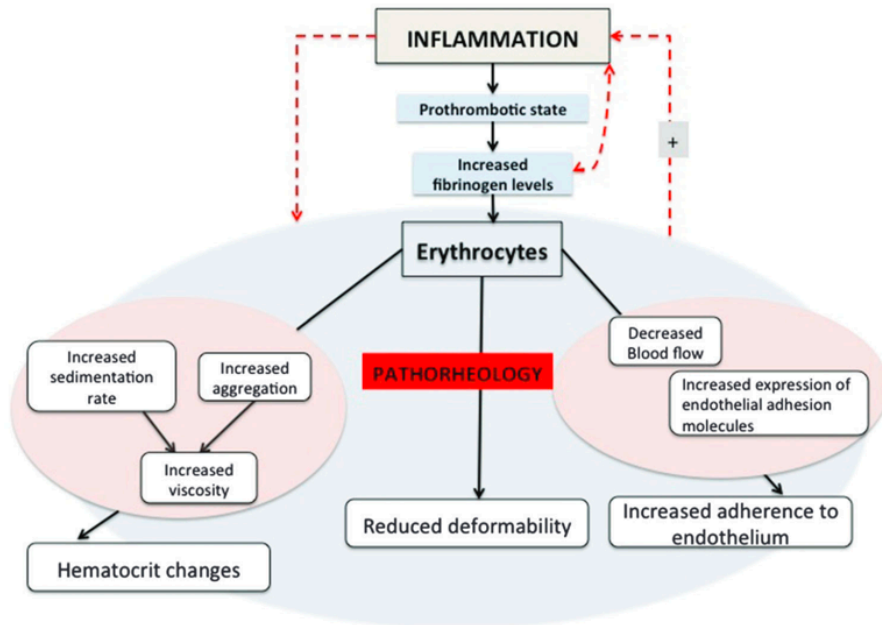 INFLAMMATION
Prothrombotic state
+
Increased
fibrinogen levels
Erythrocytes
Increased
sedimentation
rate
Increased
aggregation
Increased
viscosity
Hematocrit changes
PATHORHEOLOGY
Reduced deformability
Decreased
Blood flow
Increased expression of
endothelial adhesion
molecules
Increased adherence to
endothelium